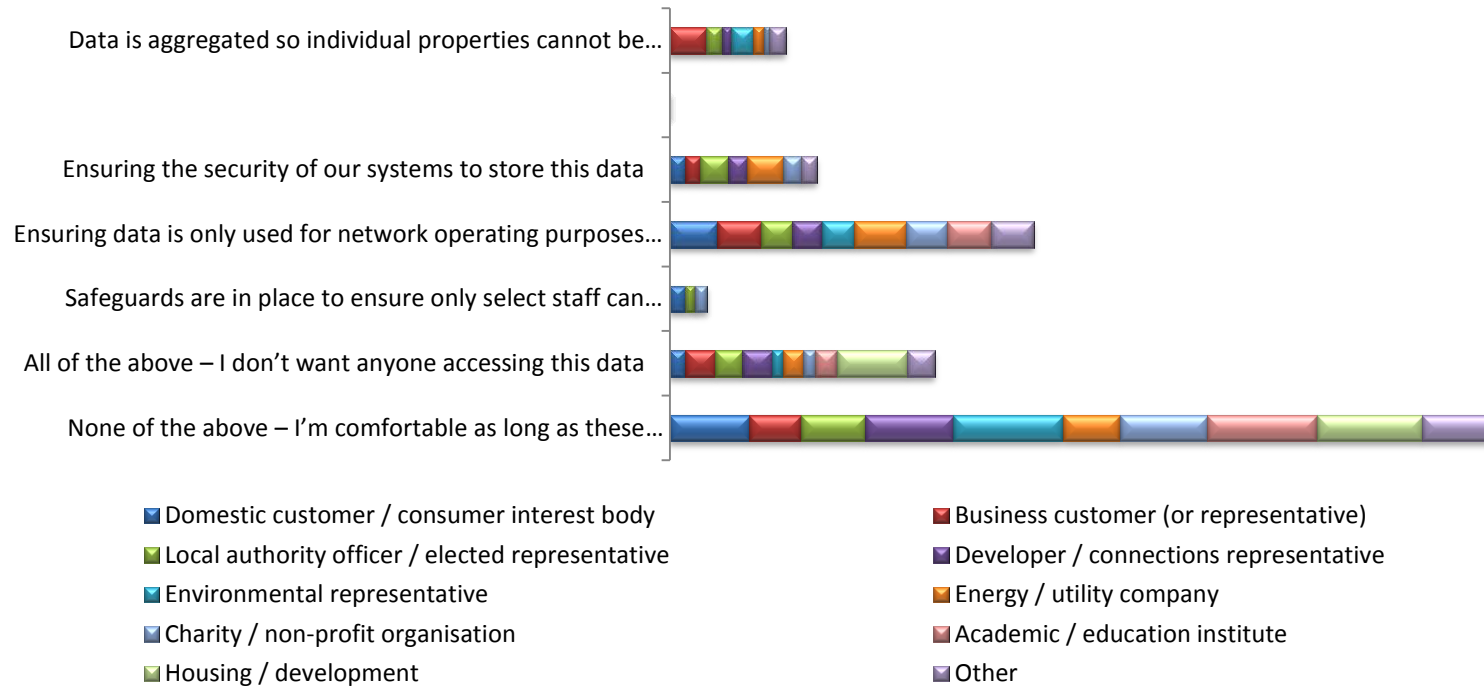 Data is aggregated so individual properties cannot be…
Ensuring the security of our systems to store this data
Ensuring data is only used for network operating purposes…
Safeguards are in place to ensure only select staff can…
All of the above – I don’t want anyone accessing this data
None of the above – I’m comfortable as long as these…
Domestic customer / consumer interest body
Business customer (or representative)
Local authority officer / elected representative
Developer / connections representative
Environmental representative
Energy / utility company
Charity / non-profit organisation
Academic / education institute
Housing / development
Other